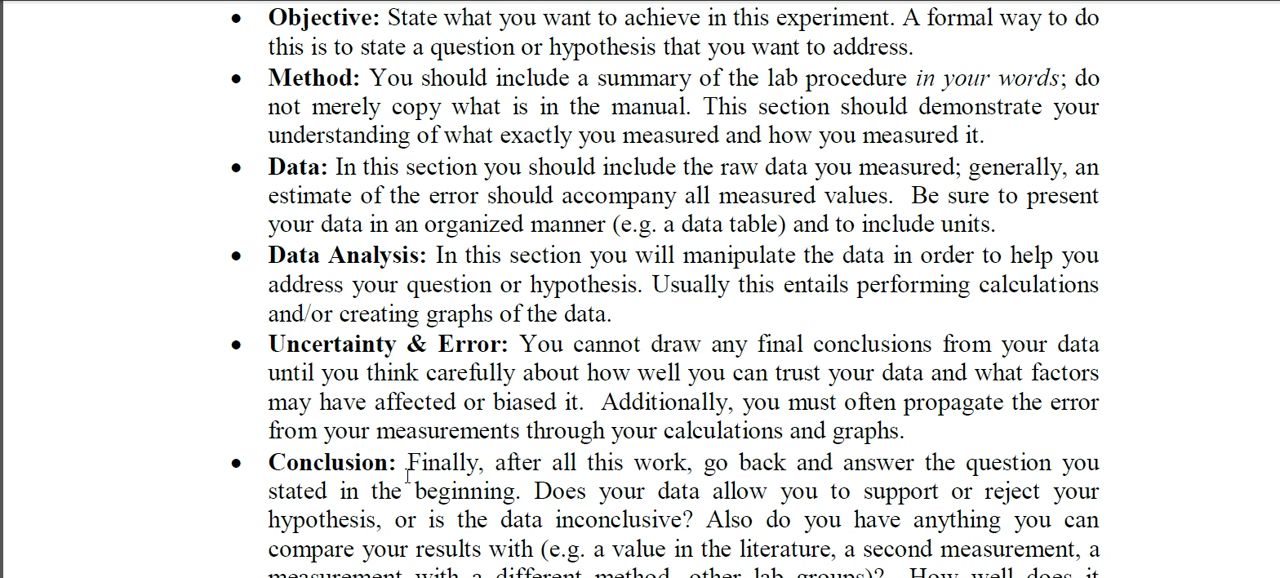 • Objective: State what you want to achieve in this experiment. A formal way to do
this is to state a question or hypothesis that you want to address.
• Method: You should include a summary of the lab procedure in your words; do
not merely copy what is in the manual. This section should demonstrate your
understanding of what exactly you measured and how you measured it.
• Data: In this section you should include the raw data you measured; generally, an
estimate of the error should accompany all measured values. Be sure to present
your data in an organized manner (e.g. a data table) and to include units.
• Data Analysis: In this section you will manipulate the data in order to help you
address your question or hypothesis. Usually this entails performing calculations
and/or creating graphs of the data.
• Uncertainty & Error: You cannot draw any final conclusions from your data
until you think carefully about how well you can trust your data and what factors
may have affected or biased it. Additionally, you must often propagate the error
from your measurements through your calculations and graphs.
• Conclusion: Finally, after all this work, go back and answer the question you
stated in the beginning. Does your data allow you to support or reject your
hypothesis, or is the data inconclusive? Also do you have anything you can
compare your results with (e.g. a value in the literature, a second measurement, a
measurement with a different method, other lab groups)? How well does it